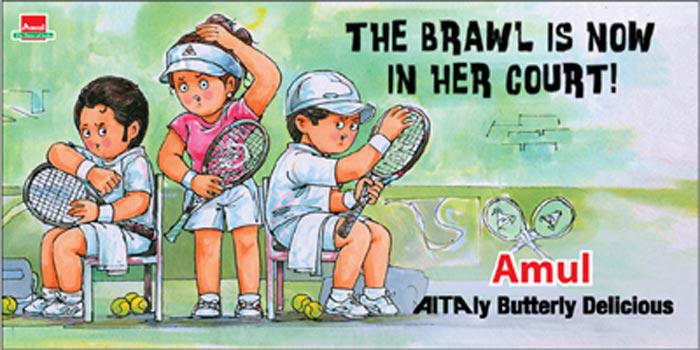 Amul
THE BRAWL IS NOW
IN HER COURT!
Amul
AITAly Butterly Delicious